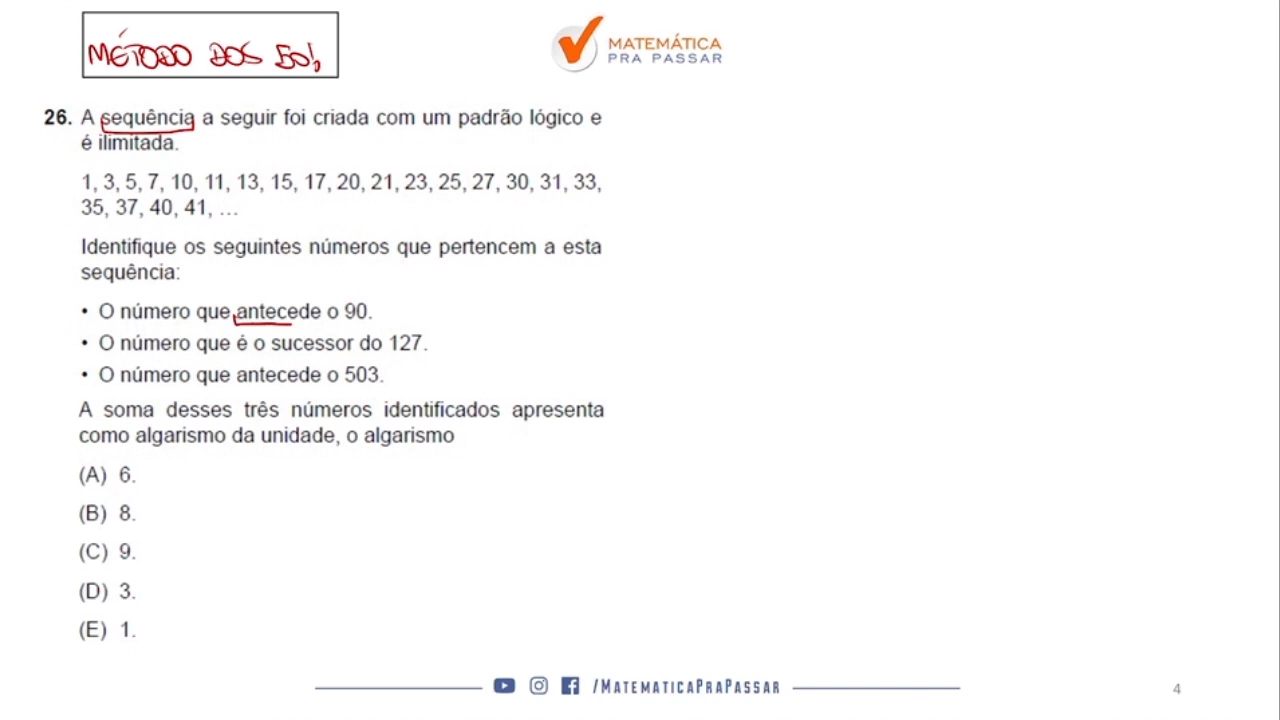 MÉTODO DOS 50!
MATEMÁTICA
PRA PASSAR
26. A sequência a seguir foi criada com um padrão lógico e
é ilimitada.
1, 3, 5, 7, 10, 11, 13, 15, 17, 20, 21, 23, 25, 27, 30, 31, 33,
35, 37, 40, 41, ...
Identifique os seguintes números que pertencem a esta
sequência:
• O número que antecede o 90.
• O número que é o sucessor do 127.
• O número que antecede o 503.
A soma desses três números identificados apresenta
como algarismo da unidade, o algarismo
(A) 6.
(B) 8.
(C) 9.
(D) 3.
(E) 1.
/MATEMATICAPRAPASSAR
4